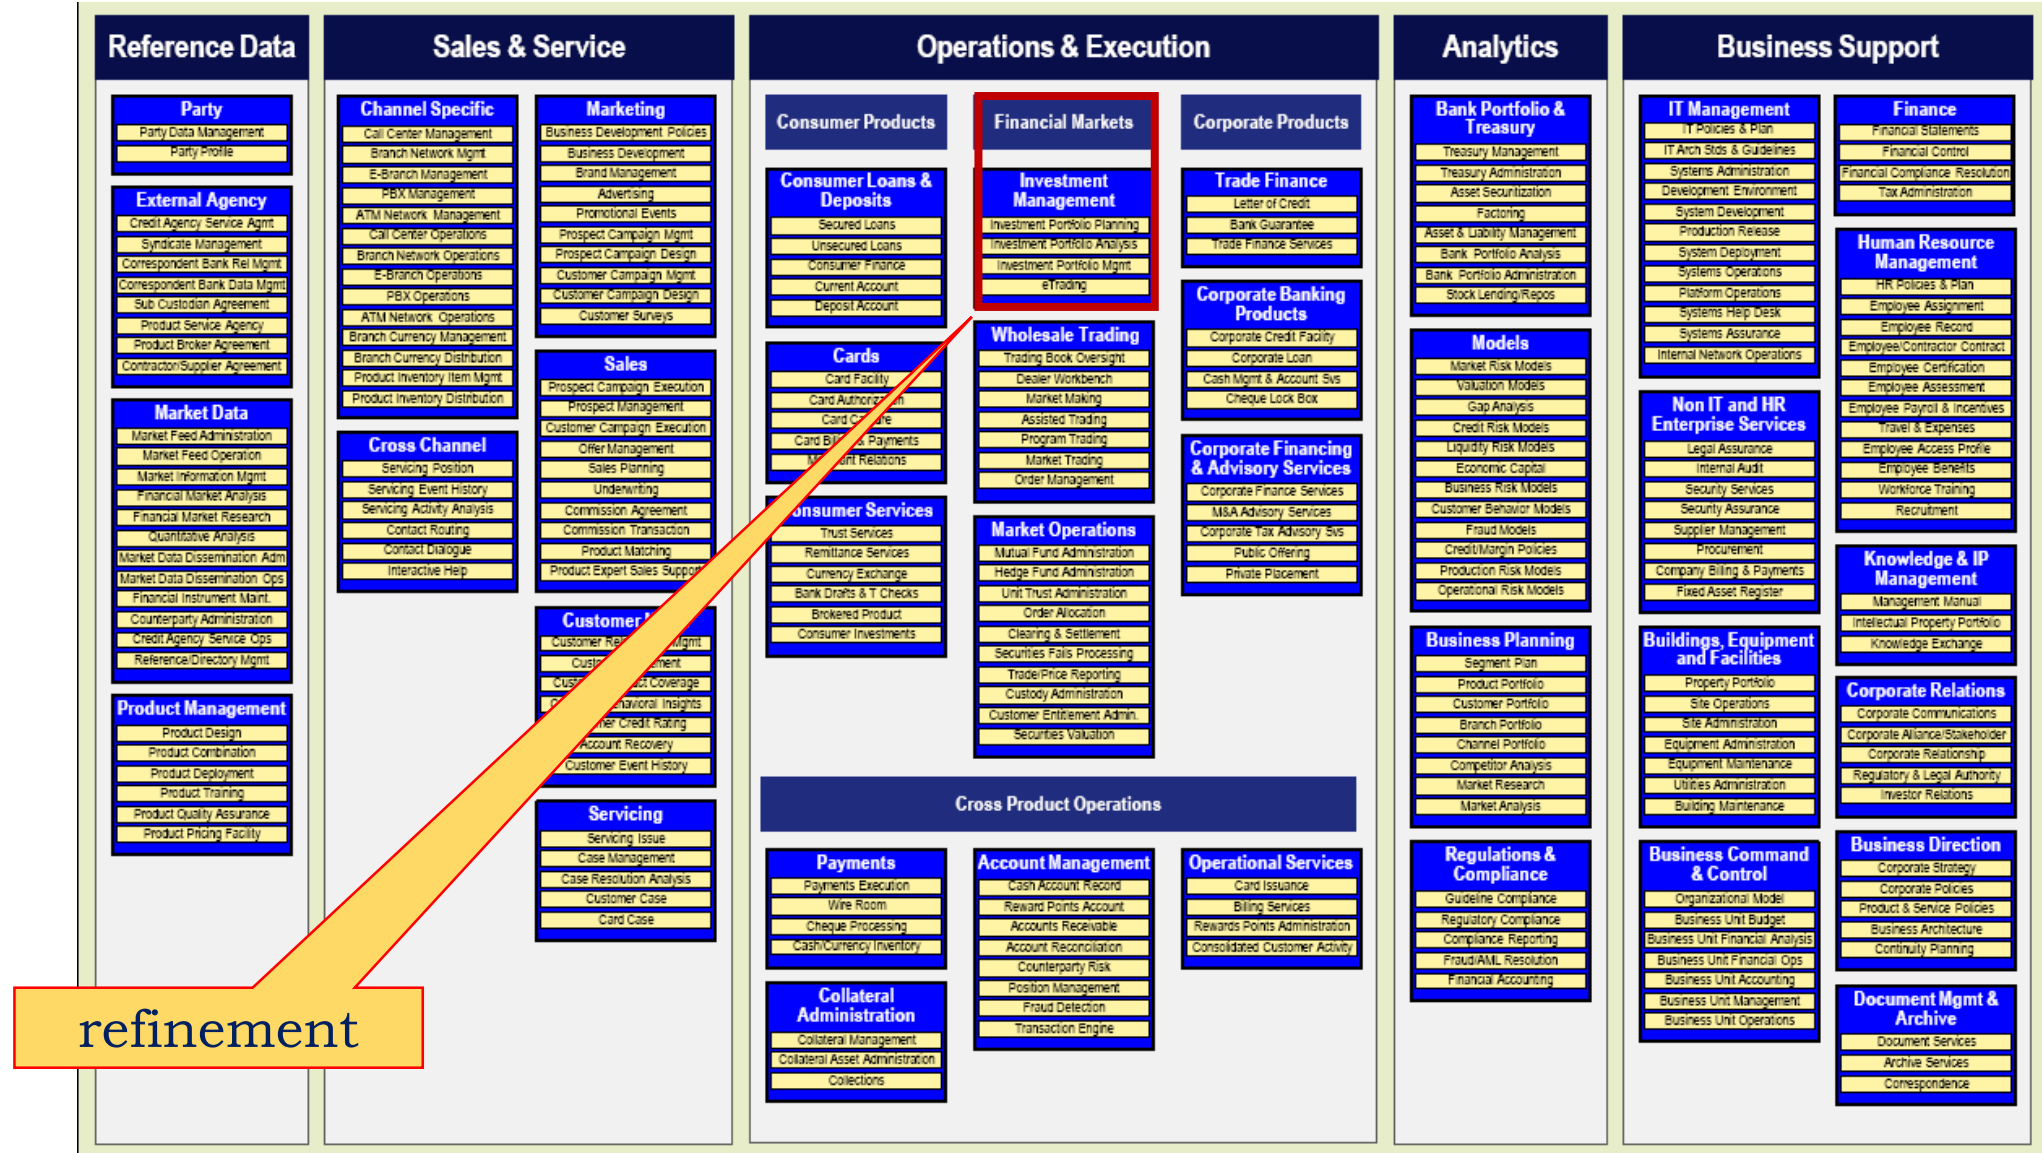 Reference Data
Party
Party Data Management
Party Profile
External Agency
Credit Agency Service Agmt
Syndicate Management
Correspondent Bank Rel Mgmt
Correspondent Bank Data Mgmt
Sub Custodian Agreement
Product Service Agency
Product Broker Agreement
Contractor/Supplier Agreement
Market Data
Market Feed Administration
Market Feed Operation
Market Information Mgmt
Financial Market Analysis
Financial Market Research
Quantitative Analysis
Market Data Dissemination Adm
Market Data Dissemination Ops
Financial Instrument Maint.
Counterparty Administration
Credit Agency Service Ops
Reference/Directory Mgmt
Product Management
Product Design
Product Combination
Product Deployment
Product Training
Product Quality Assurance
Product Pricing Facility
Sales & Service
Channel Specific
Call Center Management
Branch Network Mgmt
E-Branch Management
PBX Management
ATM Network Management
Call Center Operations
Branch Network Operations
E-Branch Operations
PBX Operations
ATM Network Operations
Branch Currency Management
Branch Currency Distribution
Product Inventory Item Mgmt
Product Inventory Distribution
Cross Channel
Servicing Position
Servicing Event History
Servicing Activity Analysis
Contact Routing
Contact Dialogue
Interactive Help
Marketing
Business Development Policies
Business Development
Brand Management
Advertising
Promotional Events
Prospect Campaign Mgmt
Prospect Campaign Design
Customer Campaign Mgmt
Customer Campaign Design
Customer Surveys
Sales
Prospect Campaign Execution
Prospect Management
Customer Campaign Execution
Offer Management
Sales Planning
Underwriting
Commission Agreement
Commission Transaction
Product Matching
Product Expert Sales Support
Customer
Customer Mgmt
Coverage
Insights
Credit Rating
Account Recovery
Customer Event History
Servicing
Servicing Issue
Case Management
Case Resolution Analysis
Customer Case
Card Case
Operations & Execution
Consumer Products
Consumer Loans &
Deposits
Secured Loans
Unsecured Loans
Consumer Finance
Current Account
Deposit Account
Cards
Card Facility
Card
Card
Card & Payments
Relations
Services
Trust Services
Remittance Services
Currency Exchange
Bank Drafts & T Checks
Brokered Product
Consumer Investments
Financial Markets
Investment
Management
Investment Portfolio Planning
Investment Portfolio Analysis
Investment Portfolio Mgmt
eTrading
Wholesale Trading
Trading Book Oversight
Dealer Workbench
Market Making
Assisted Trading
Program Trading
Market Trading
Order Management
Market Operations
Mutual Fund Administration
Hedge Fund Administration
Unit Trust Administration
Order Allocation
Clearing & Settlement
Securities Fails Processing
Trade/Price Reporting
Custody Administration
Customer Entitlement Admin.
Securities Valuation
Corporate Products
Trade Finance
Letter of Credit
Bank Guarantee
Trade Finance Services
Corporate Banking
Products
Corporate Credit Facility
Corporate Loan
Cash Mgmt & Account Svs
Cheque Lock Box
Corporate Financing
& Advisory Services
Corporate Finance Services
M&A Advisory Services
Corporate Tax Advisory Svs
Public Offering
Private Placement
Cross Product Operations
Payments
Payments Execution
Wire Room
Cheque Processing
Cash/Currency Inventory
Collateral
Administration
Collateral Management
Collateral Asset Administration
Collections
Account Management
Cash Account Record
Reward Points Account
Accounts Receivable
Account Reconciliation
Counterparty Risk
Position Management
Fraud Detection
Transaction Engine
Operational Services
Card Issuance
Billing Services
Rewards Points Administration
Consolidated Customer Activity
Analytics
Bank Portfolio &
Treasury
Treasury Management
Treasury Administration
Asset Securitization
Factoring
Asset & Liability Management
Bank Portfolio Analysis
Bank Portfolio Administration
Stock Lending/Repos
Models
Market Risk Models
Valuation Models
Gap Analysis
Credit Risk Models
Liquidity Risk Models
Economic Capital
Business Risk Models
Customer Behavior Models
Fraud Models
Credit/Margin Policies
Production Risk Models
Operational Risk Models
Business Planning
Segment Plan
Product Portfolio
Customer Portfolio
Branch Portfolio
Channel Portfolio
Competitor Analysis
Market Research
Market Analysis
Regulations &
Compliance
Guideline Compliance
Regulatory Compliance
Compliance Reporting
Fraud/AML Resolution
Financial Accounting
Business Support
IT Management
IT Policies & Plan
IT Arch Stds & Guidelines
Systems Administration
Development Environment
System Development
Production Release
System Deployment
Systems Operations
Platform Operations
Systems Help Desk
Systems Assurance
Internal Network Operations
Non IT and HR
Enterprise Services
Legal Assurance
Internal Audit
Security Services
Security Assurance
Supplier Management
Procurement
Company Billing & Payments
Fixed Asset Register
Buildings, Equipment
and Facilities
Property Portfolio
Site Operations
Site Administration
Equipment Administration
Equipment Maintenance
Utilities Administration
Building Maintenance
Business Command
& Control
Organizational Model
Business Unit Budget
Business Unit Financial Analysis
Business Unit Financial Ops
Business Unit Accounting
Business Unit Management
Business Unit Operations
Finance
Financial Statements
Financial Control
Financial Compliance Resolution
Tax Administration
Human Resource
Management
HR Policies & Plan
Employee Assignment
Employee Record
Employee/Contractor Contract
Employee Certification
Employee Assessment
Employee Payroll & Incentives
Travel & Expenses
Employee Access Profile
Employee Benefits
Workforce Training
Recruitment
Knowledge & IP
Management
Management Manual
Intellectual Property Portfolio
Knowledge Exchange
Corporate Relations
Corporate Communications
Corporate Alliance/Stakeholder
Corporate Relationship
Regulatory & Legal Authority
Investor Relations
Business Direction
Corporate Strategy
Corporate Policies
Product & Service Policies
Business Architecture
Continuity Planning
Document Mgmt &
Archive
Document Services
Archive Services
Correspondence
refinement